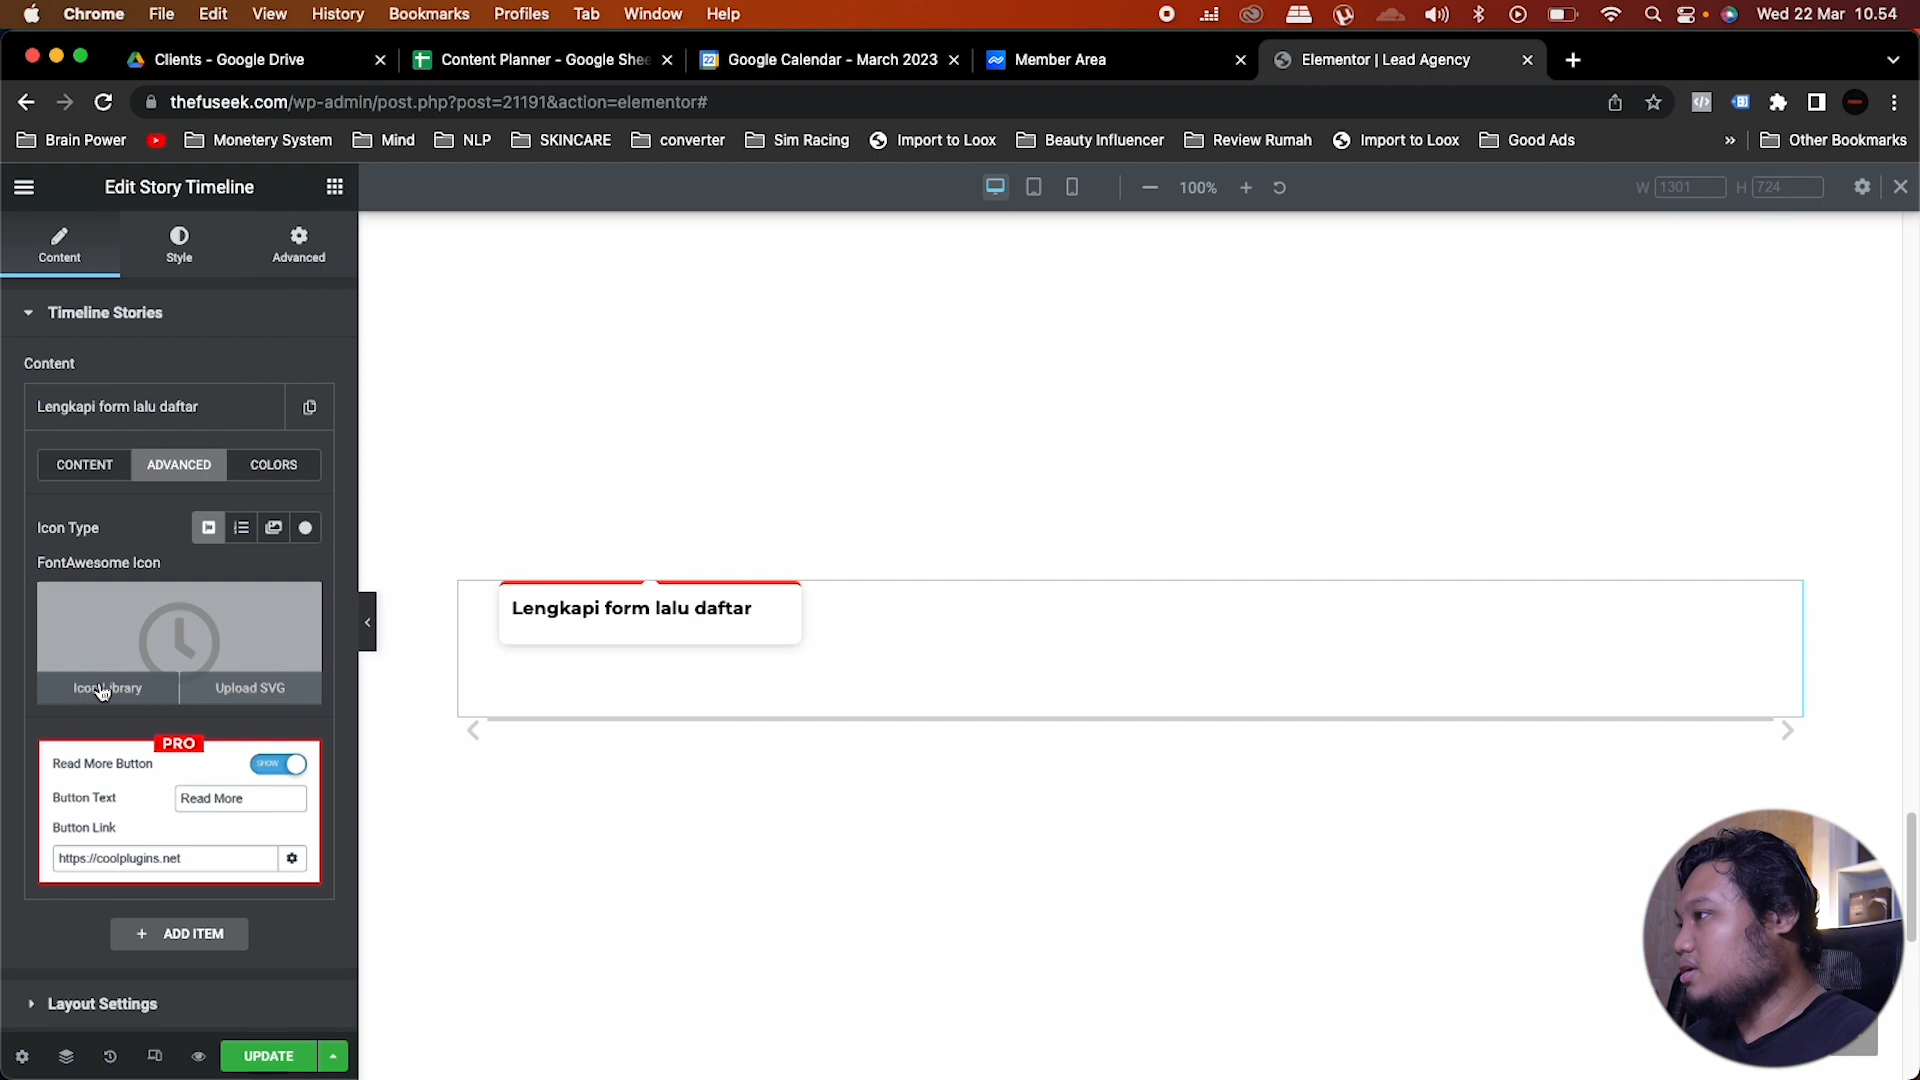 Chrome File Edit View History Bookmarks Profiles Tab Window Help Wed 22 Mar 10.54
Clients - Google Drive Content Planner - Google She Google Calendar - March 2023 Member Area Elementor | Lead Agency
thefuseek.com/wp-admin/post.php?post=21191&action=elementor#
Brain Power Monetery System Mind NLP SKINCARE converter Sim Racing Import to Loox Beauty Influencer Review Rumah Import to Loox Good Ads » Other Bookmarks
Edit Story Timeline 100% W 1301 H 724
Content Style Advanced
Timeline Stories
Content
Lengkapi form lalu daftar
CONTENT ADVANCED COLORS
Icon Type
FontAwesome Icon
Icon Library Upload SVG
Lengkapi form lalu daftar
PRO
Read More Button SHOW
Button Text Read More
Button Link
https://coolplugins.net
+ ADD ITEM
Layout Settings
UPDATE